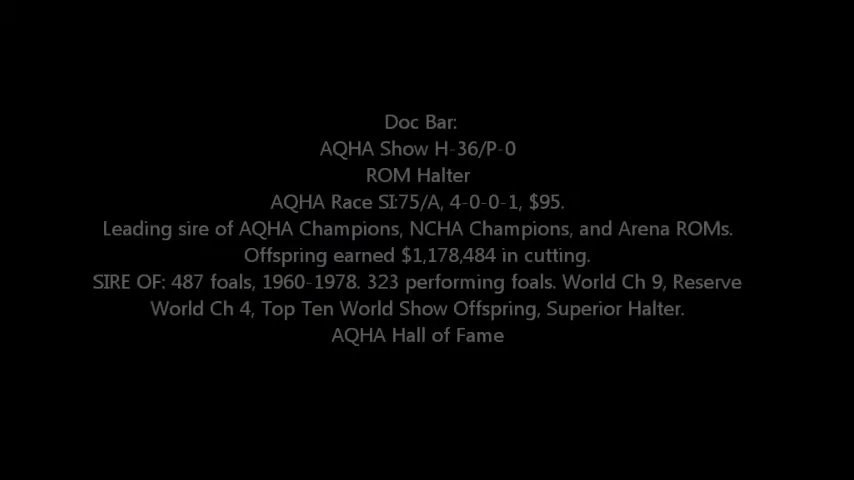 Doc Bar:
AQHA Show H-36/P-0
ROM Halter
AQHA Race SI:75/A, 4-0-0-1, $95.
Leading sire of AQHA Champions, NCHA Champions, and Arena ROMs.
Offspring earned $1,178,484 in cutting.
SIRE OF: 487 foals, 1960-1978. 323 performing foals. World Ch 9, Reserve
World Ch 4, Top Ten World Show Offspring, Superior Halter.
AQHA Hall of Fame